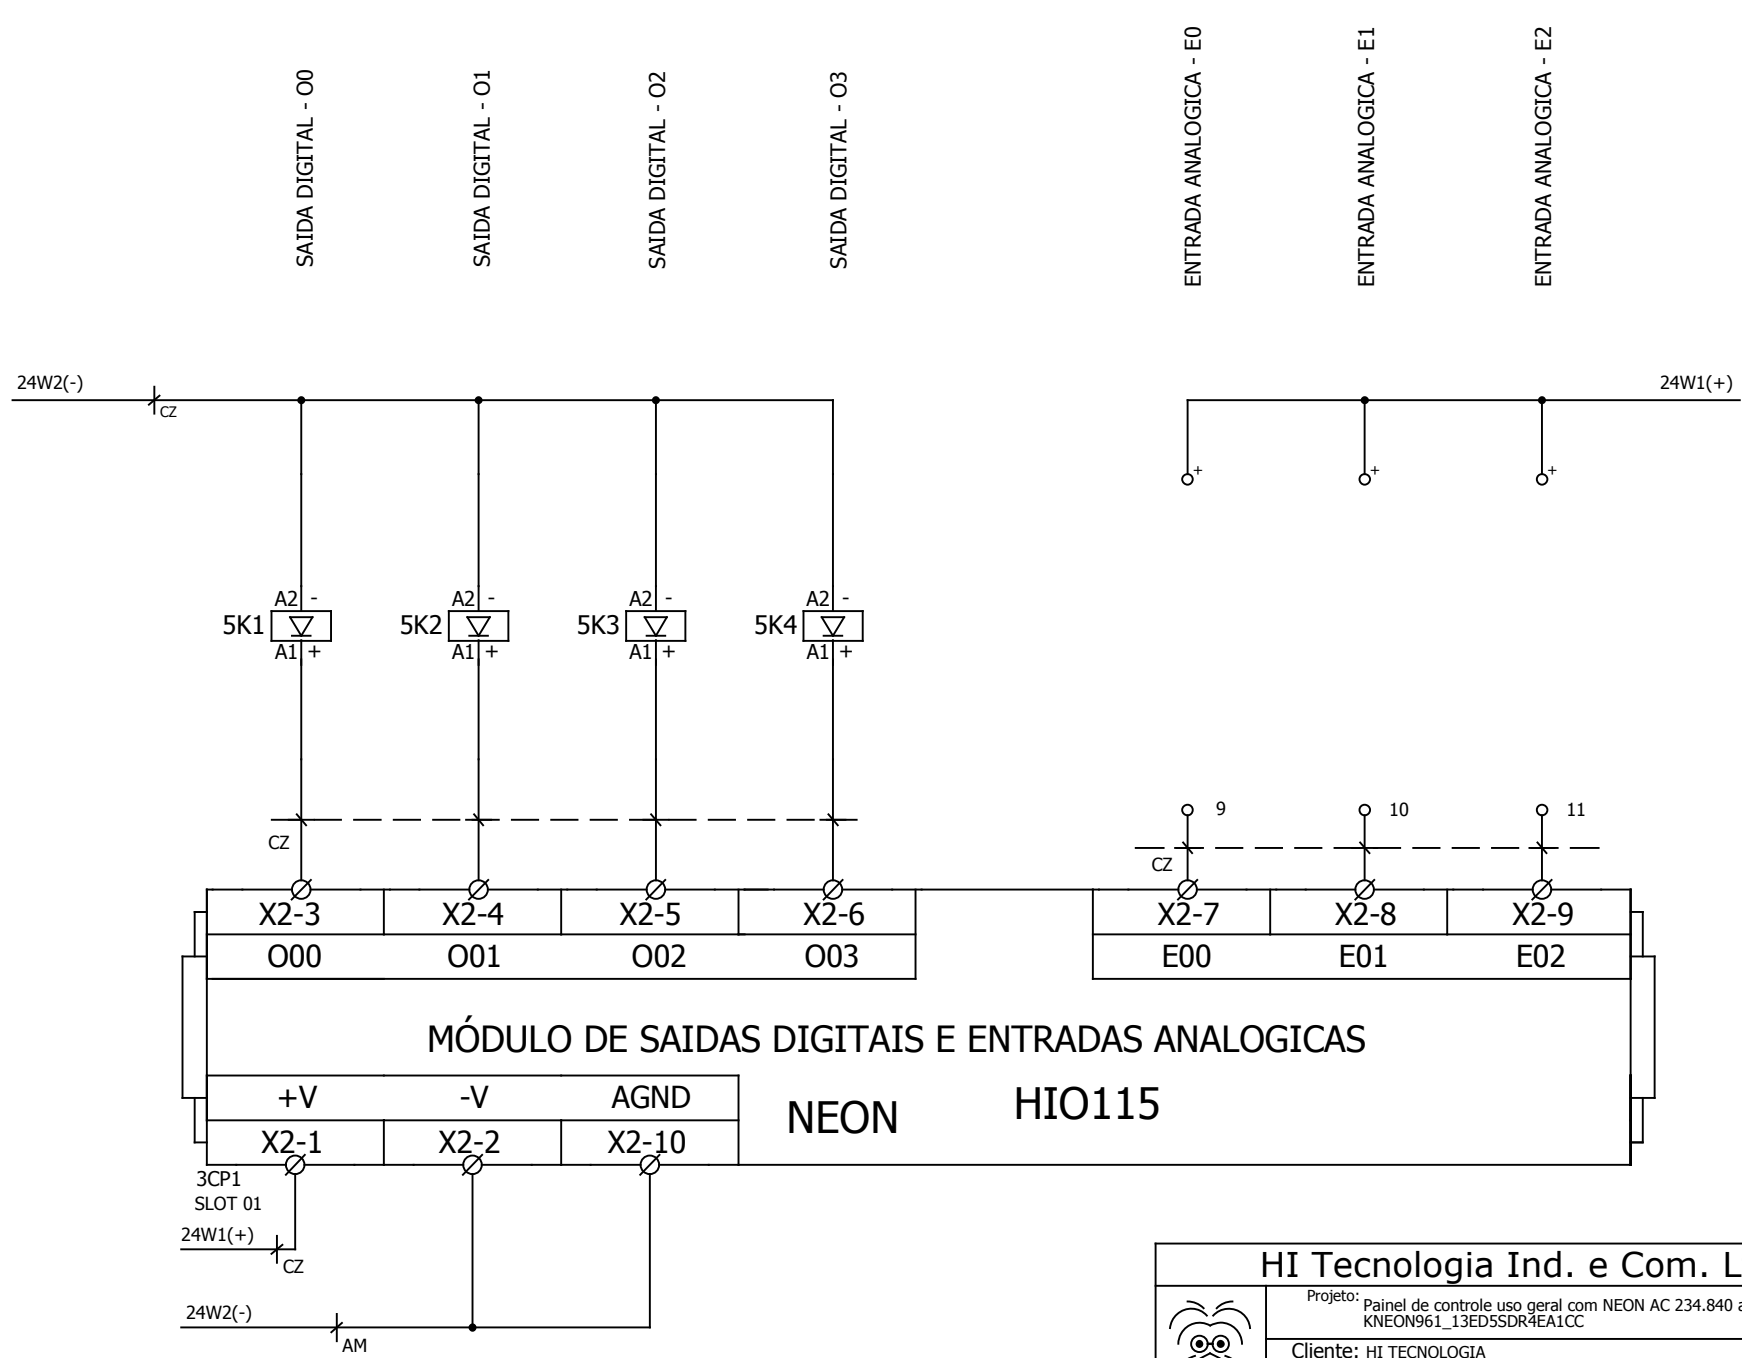 SAIDA DIGITAL - O0
SAIDA DIGITAL - O1
SAIDA DIGITAL - O2
SAIDA DIGITAL - O3
ENTRADA ANALOGICA - E0
ENTRADA ANALOGICA - E1
ENTRADA ANALOGICA - E2
24W2(-)
CZ
24W1(+)
+ + +
A2 - A2 - A2 - A2 -
5K1 5K2 5K3 5K4
A1 + A1 + A1 + A1 +
9 10 11
CZ CZ
X2-3 X2-4 X2-5 X2-6 X2-7 X2-8 X2-9
O00 O01 O02 O03 E00 E01 E02
MÓDULO DE SAIDAS DIGITAIS E ENTRADAS ANALOGICAS
+V -V AGND
NEON HIO115
X2-1 X2-2 X2-10
3CP1
SLOT 01
24W1(+)
CZ
24W2(-)
AM
HI Tecnologia Ind. e Com. L
Projeto: Painel de controle uso geral com NEON AC 234.840 a
KNEON961_13ED5SDR4EA1CC
Cliente: HI TECNOLOGIA